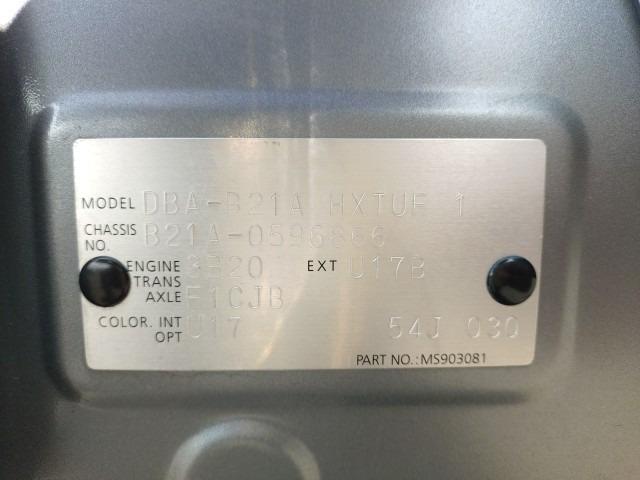 MODEL DBA-B21A HXTUF 1
CHASSIS NO. B21A-0596866
ENGINE 3B20 EXT U17B
TRANS AXLE F1CJB
COLOR. INT OPT U17 54J 030
PART NO.: MS903081